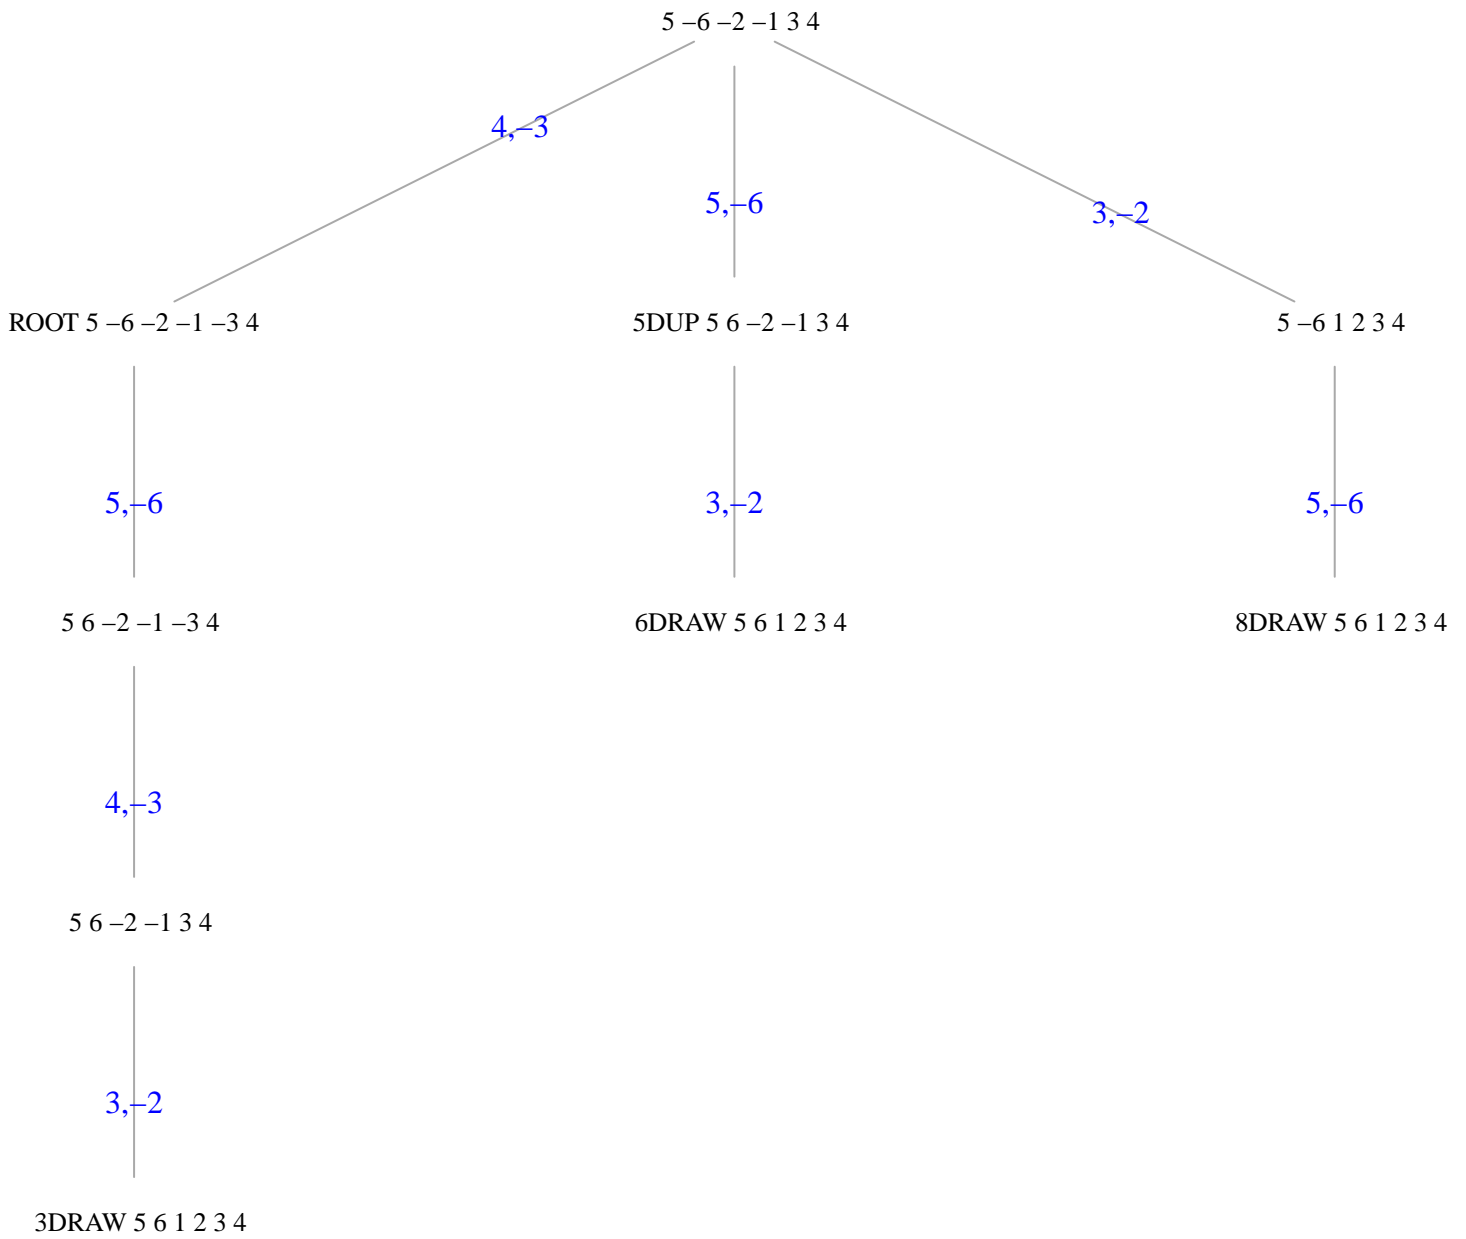 5 –6 –2 –1 3 4
4,–3
5,–6
3,–2
ROOT 5 –6 –2 –1 –3 4
5DUP 5 6 –2 –1 3 4
5 –6 1 2 3 4
5,–6
3,–2
5,–6
5 6 –2 –1 –3 4
6DRAW 5 6 1 2 3 4
8DRAW 5 6 1 2 3 4
4,–3
5 6 –2 –1 3 4
3,–2
3DRAW 5 6 1 2 3 4